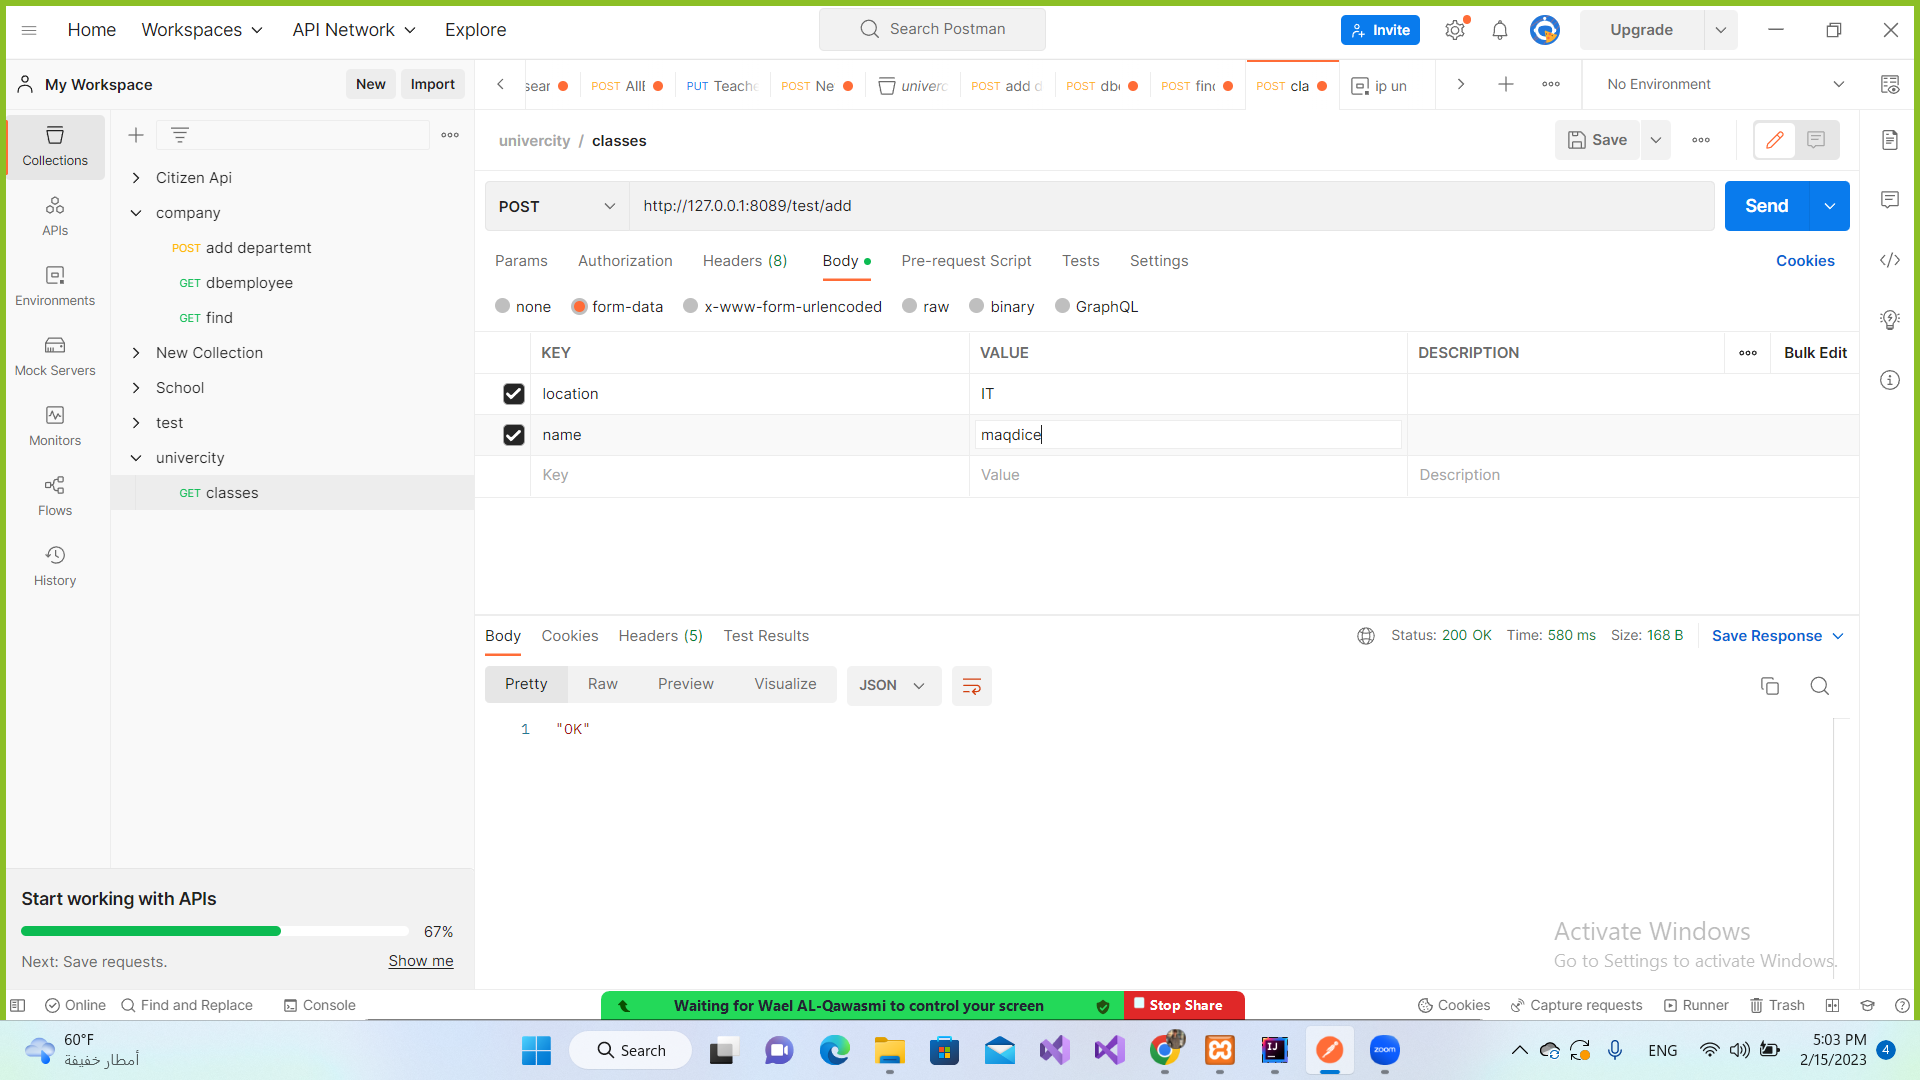 Home Workspaces API Network Explore Search Postman Invite Upgrade
My Workspace New Import
sear POST AllE PUT Teache POST Ne univerc POST add d POST dbe POST finc POST cla ip un No Environment
Collections
APIs
Environments
Mock Servers
Monitors
Flows
History
Citizen Api
company
POST add departemt
GET dbemployee
GET find
New Collection
School
test
univercity
GET classes
univercity / classes Save
POST http://127.0.0.1:8089/test/add Send
Params Authorization Headers (8) Body Pre-request Script Tests Settings Cookies
none form-data x-www-form-urlencoded raw binary GraphQL
KEY VALUE DESCRIPTION Bulk Edit
location IT
name maqdice
Key Value Description
Body Cookies Headers (5) Test Results Status: 200 OK Time: 580 ms Size: 168 B Save Response
Pretty Raw Preview Visualize JSON
1 "OK"
Start working with APIs
67%
Next: Save requests. Show me
Activate Windows
Go to Settings to activate Windows.
Online Find and Replace Console Waiting for Wael AL-Qawasmi to control your screen Stop Share Cookies Capture requests Runner Trash
60°F
أمطار خفيفة
Search
zoom
ENG
5:03 PM
2/15/2023
4